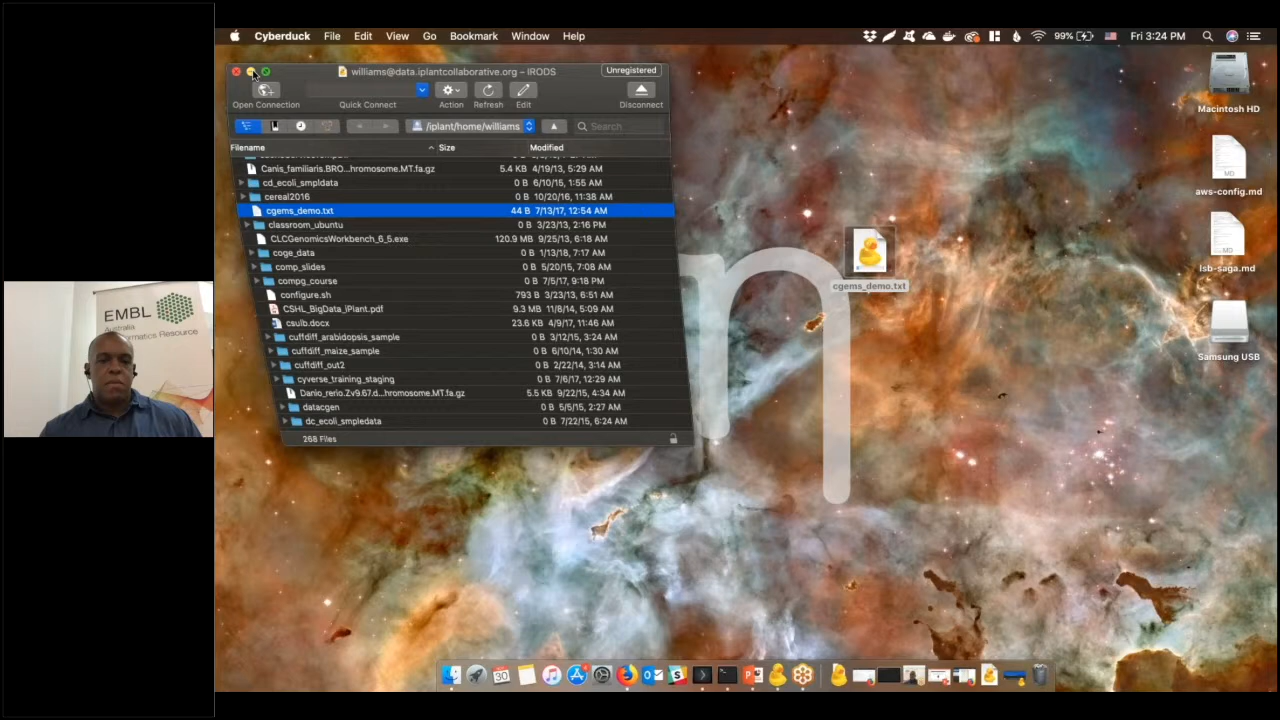 Cyberduck File Edit View Go Bookmark Window Help 99% Fri 3:24 PM
williams@data.iplantcollaborative.org – iRODS Unregistered
Open Connection Quick Connect Action Refresh Edit Disconnect
/iplant/home/williams Search
Filename Size Modified
Canis_familiaris.BRO...hromosome.MT.fa.gz 5.4 KB 4/19/13, 5:29 AM
cd_ecoli_smpldata 0 B 6/10/15, 1:55 AM
cereal2016 0 B 10/20/16, 11:38 AM
cgems_demo.txt 44 B 7/13/17, 12:54 AM
classroom_ubuntu 0 B 3/23/13, 2:16 PM
CLCGenomicsWorkbench_6_5.exe 120.9 MB 9/25/13, 6:18 AM
coge_data 0 B 1/13/18, 7:17 AM
comp_slides 0 B 5/20/15, 7:08 AM
compg_course 0 B 7/5/17, 9:18 PM
configure.sh 793 B 3/23/13, 6:51 AM
CSHL_BigData_iPlant.pdf 9.3 MB 11/8/14, 5:09 AM
csulb.docx 23.6 KB 4/9/17, 11:46 AM
cuffdiff_arabidopsis_sample 0 B 3/12/15, 3:24 AM
cuffdiff_maize_sample 0 B 6/10/14, 1:30 AM
cuffdiff_out2 0 B 2/22/14, 3:14 AM
cyverse_training_staging 0 B 7/6/17, 12:29 AM
Danio_rerio.Zv9.67.d...hromosome.MT.fa.gz 5.5 KB 9/22/15, 4:34 AM
datacgen 0 B 5/5/15, 2:27 AM
dc_ecoli_smpledata 0 B 7/22/15, 6:24 AM
268 Files
cgems_demo.txt
Macintosh HD
MD
aws-config.md
MD
lsb-saga.md
Samsung USB
EMBL
Australia
nformatics Resource
n
30